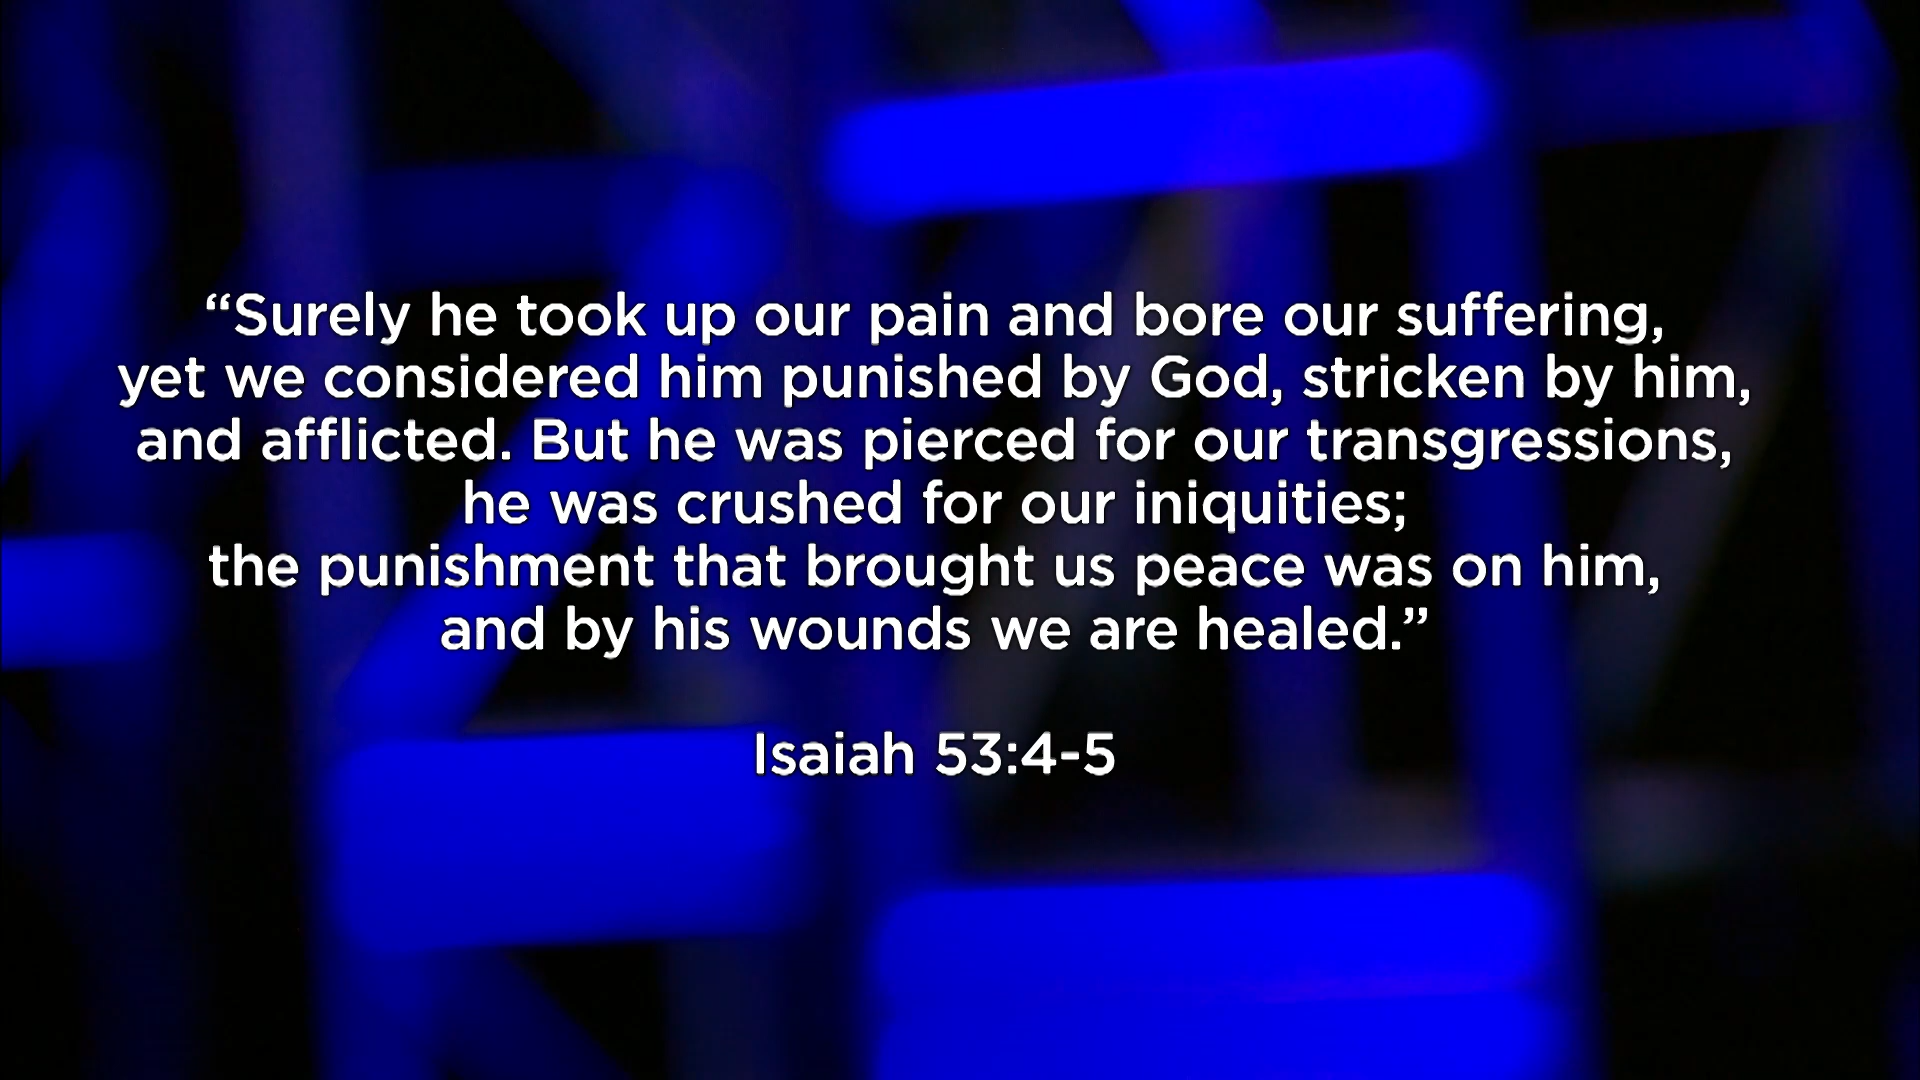 “Surely he took up our pain and bore our suffering,
yet we considered him punished by God, stricken by him,
and afflicted. But he was pierced for our transgressions,
he was crushed for our iniquities;
the punishment that brought us peace was on him,
and by his wounds we are healed.”
Isaiah 53:4-5